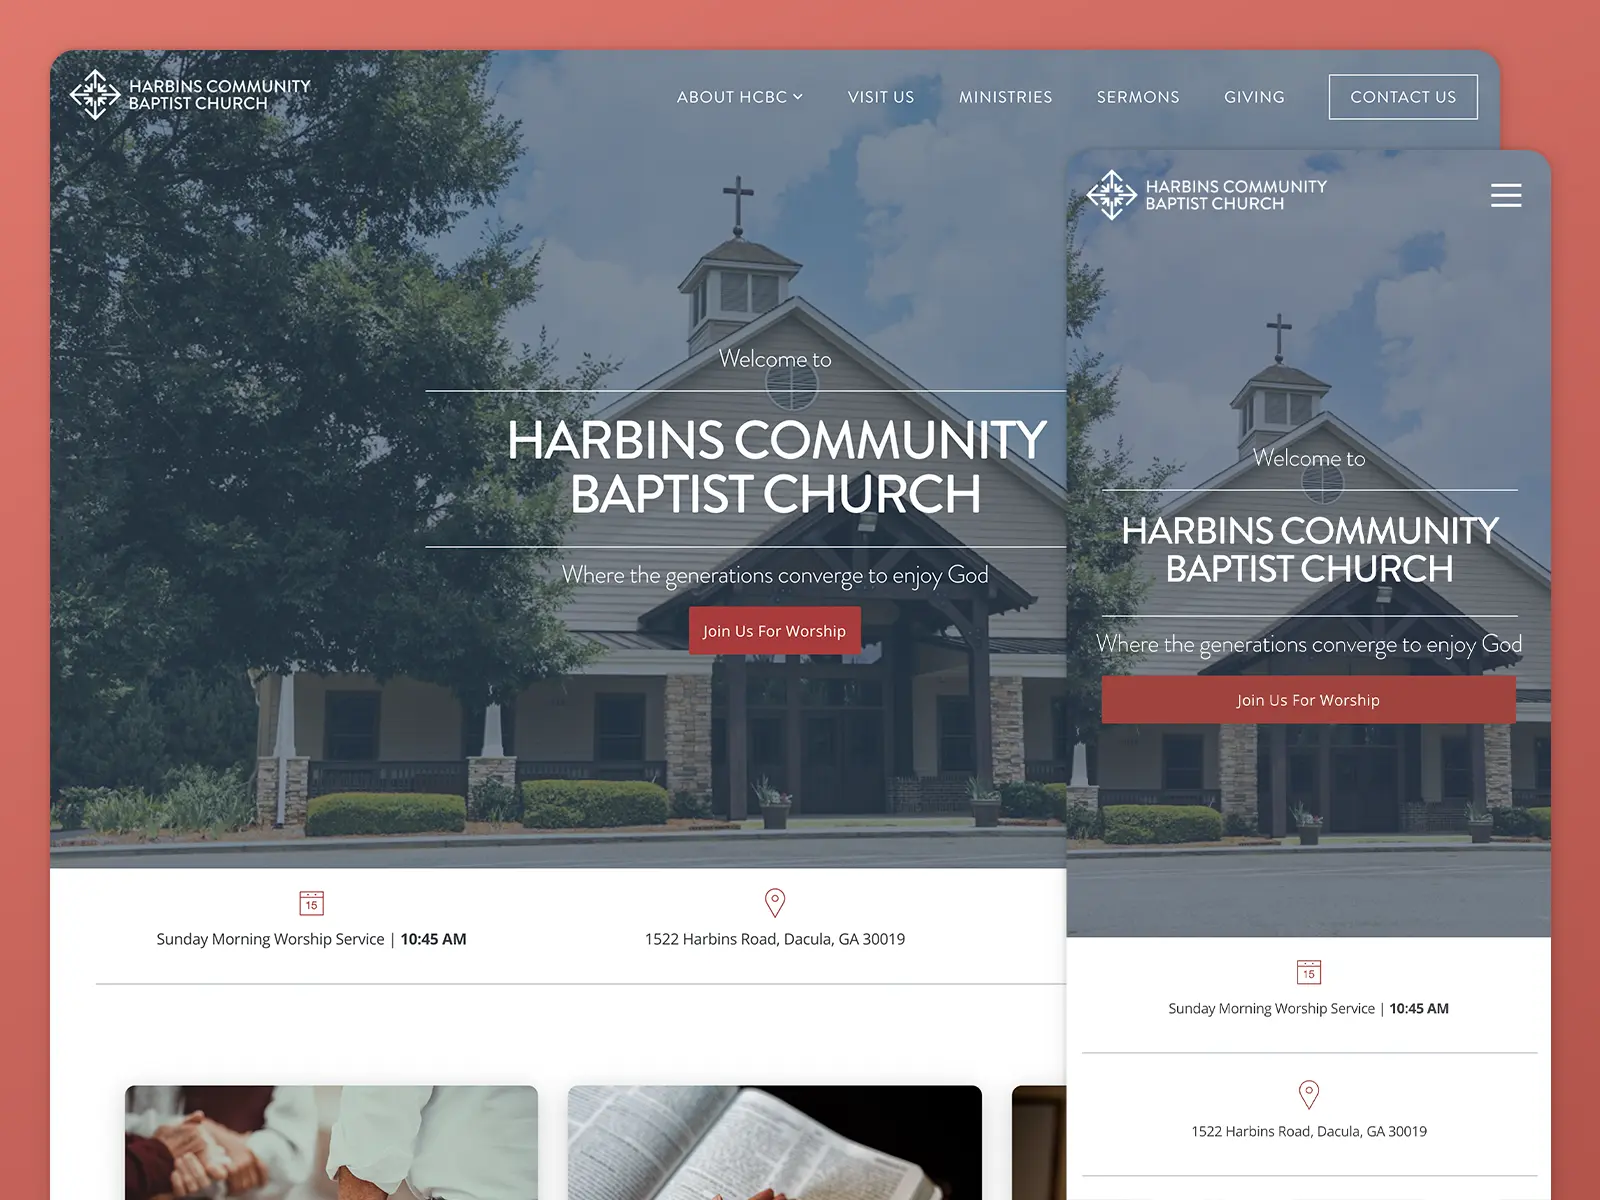 HARBINS COMMUNITY
BAPTIST CHURCH
ABOUT HCBC
VISIT US
MINISTRIES
SERMONS
GIVING
CONTACT US
Welcome to
HARBINS COMMUNITY
BAPTIST CHURCH
Where the generations converge to enjoy God
Join Us For Worship
15
Sunday Morning Worship Service | 10:45 AM
1522 Harbins Road, Dacula, GA 30019
HARBINS COMMUNITY
BAPTIST CHURCH
Welcome to
HARBINS COMMUNITY
BAPTIST CHURCH
Where the generations converge to enjoy God
Join Us For Worship
15
Sunday Morning Worship Service | 10:45 AM
1522 Harbins Road, Dacula, GA 30019